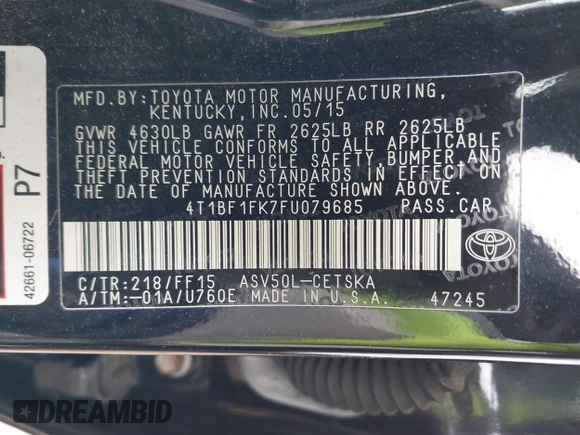 MFD.BY:TOYOTA MOTOR MANUFACTURING,
KENTUCKY, INC.05/15
GVWR 4630LB GAWR FR 2625LB RR 2625LB
THIS VEHICLE CONFORMS TO ALL APPLICABLE
FEDERAL MOTOR VEHICLE SAFETY, BUMPER AND
THEFT PREVENTION STANDARDS IN EFFECT ON
THE DATE OF MANUFACTURE SHOWN ABOVE.
4T1BF1FK7FU079685 PASS.CAR
C/TR:218/FF15 ASV50L-CETSKA
A/TM:-01A/U760E MADE IN U.S.A. 47245
TOYOTA
P7
42661-06722
DREAMBID